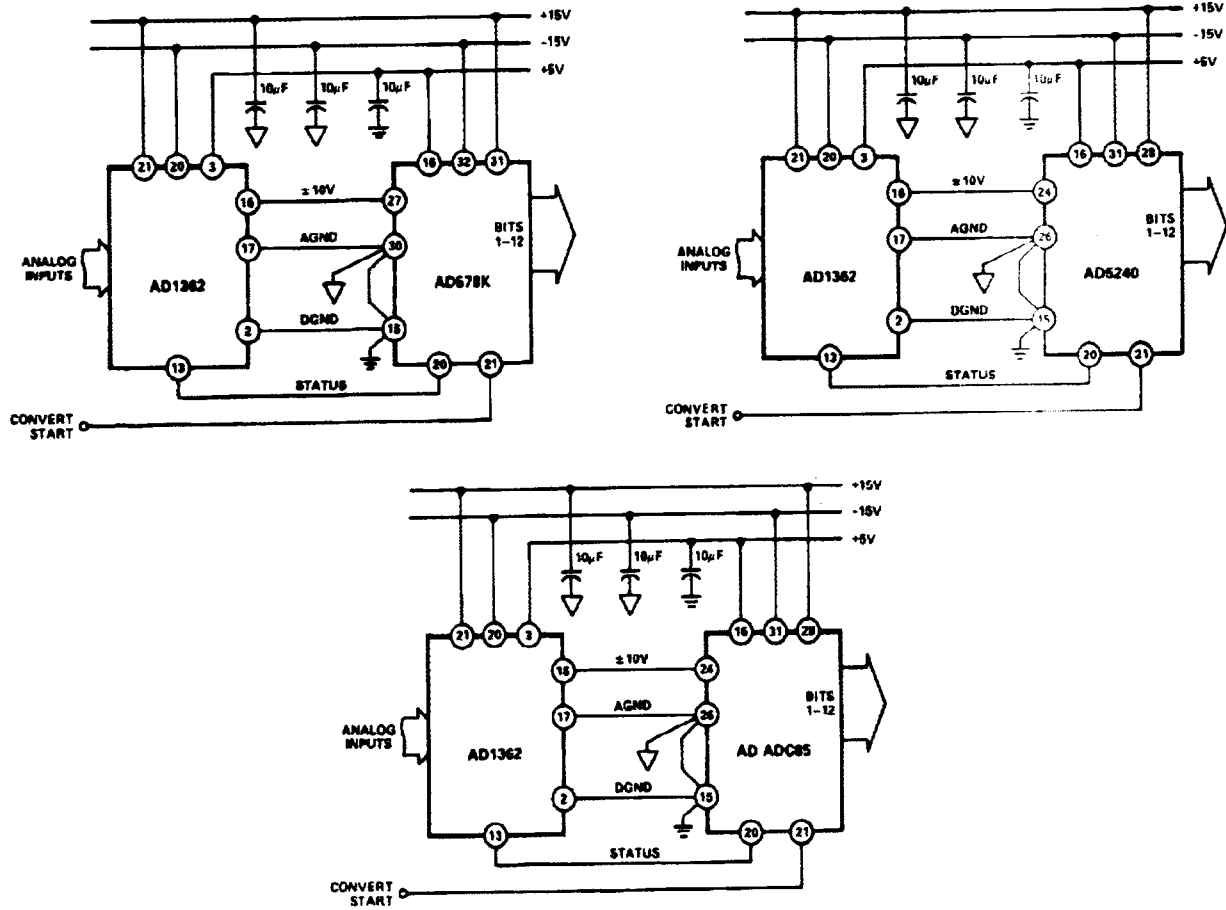 +15V
-15V
+5V
10µF 10µF 10µF
21 20 3
16 32 31
16 ± 10V 27
17 AGND 30
BITS
1-12
ANALOG
INPUTS
AD1362
AD578K
2 DGND 15
13 20 21
STATUS
CONVERT
START
+15V
-15V
+5V
10µF 10µF 10µF
21 20 3
16 31 28
16 ±10V 24
17 AGND 26
BITS
1-12
ANALOG
INPUTS
AD1362
AD5240
2 DGND 15
13 20 21
STATUS
CONVERT
START
+15V
-15V
+5V
10µF 10µF 10µF
21 20 3
16 31 28
16 ± 10V 24
17 AGND 26
BITS
1-12
ANALOG
INPUTS
AD1362
AD ADC85
2 DGND 15
13 20 21
STATUS
CONVERT
START